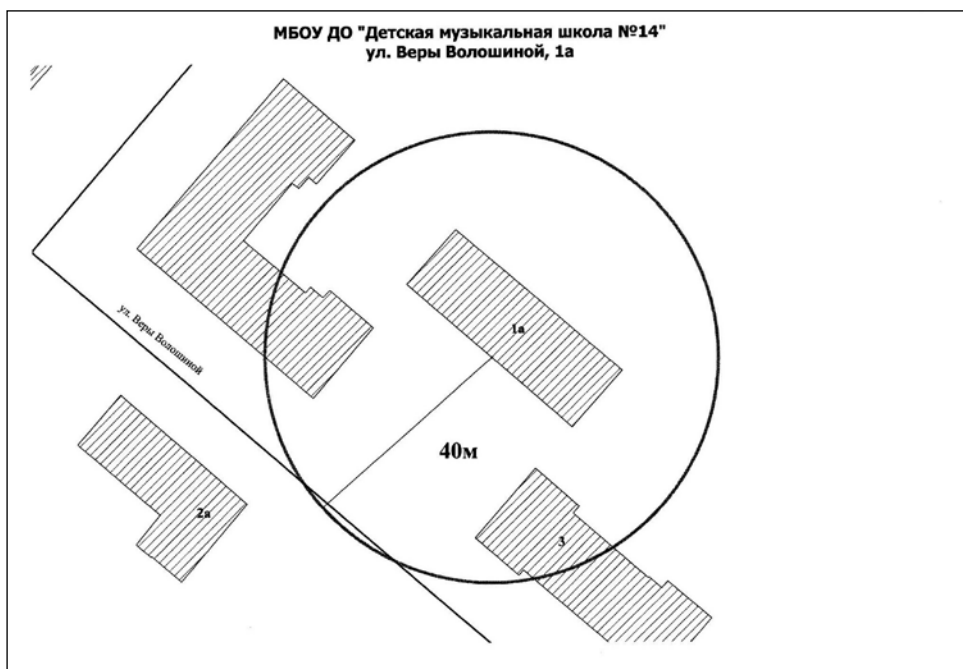 МБОУ ДО "Детская музыкальная школа №14"
ул. Веры Волошиной, 1а
1а
ул. Веры Волошиной
40м
2а
3